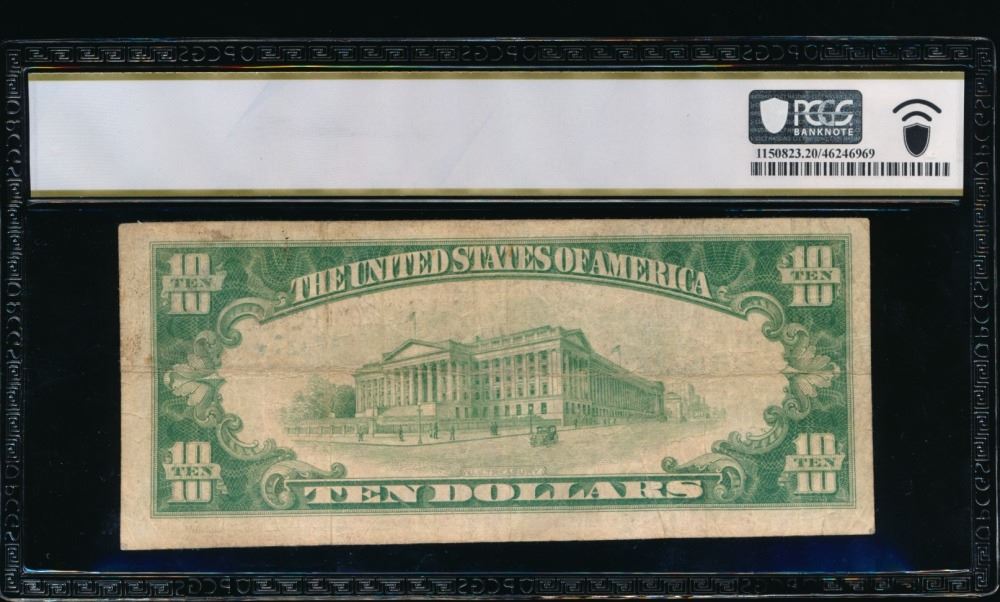 PCGS
BANKNOTE
1150823.20/46246969
THE UNITED STATES OF AMERICA
10
TEN
10
10
TEN
10
10
TEN
10
10
TEN
10
U.S. TREASURY
TEN DOLLARS